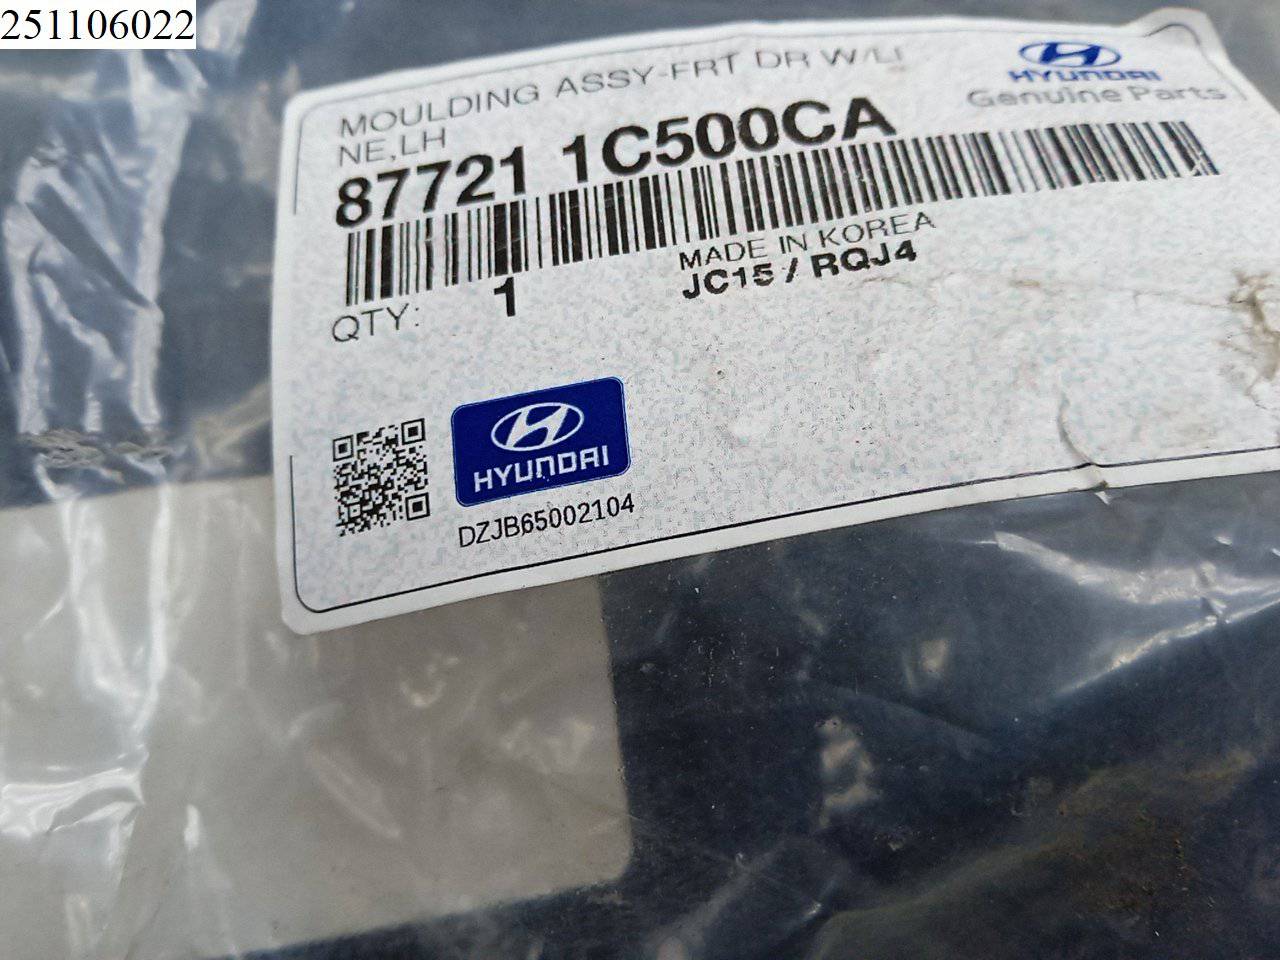 251106022
MOULDING ASSY-FRT DR W/LI
NE,LH
HYUNDAI
Genuine Parts
87721 1C500CA
MADE IN KOREA
JC15 / RQJ4
QTY: 1
HYUNDAI
DZJB65002104